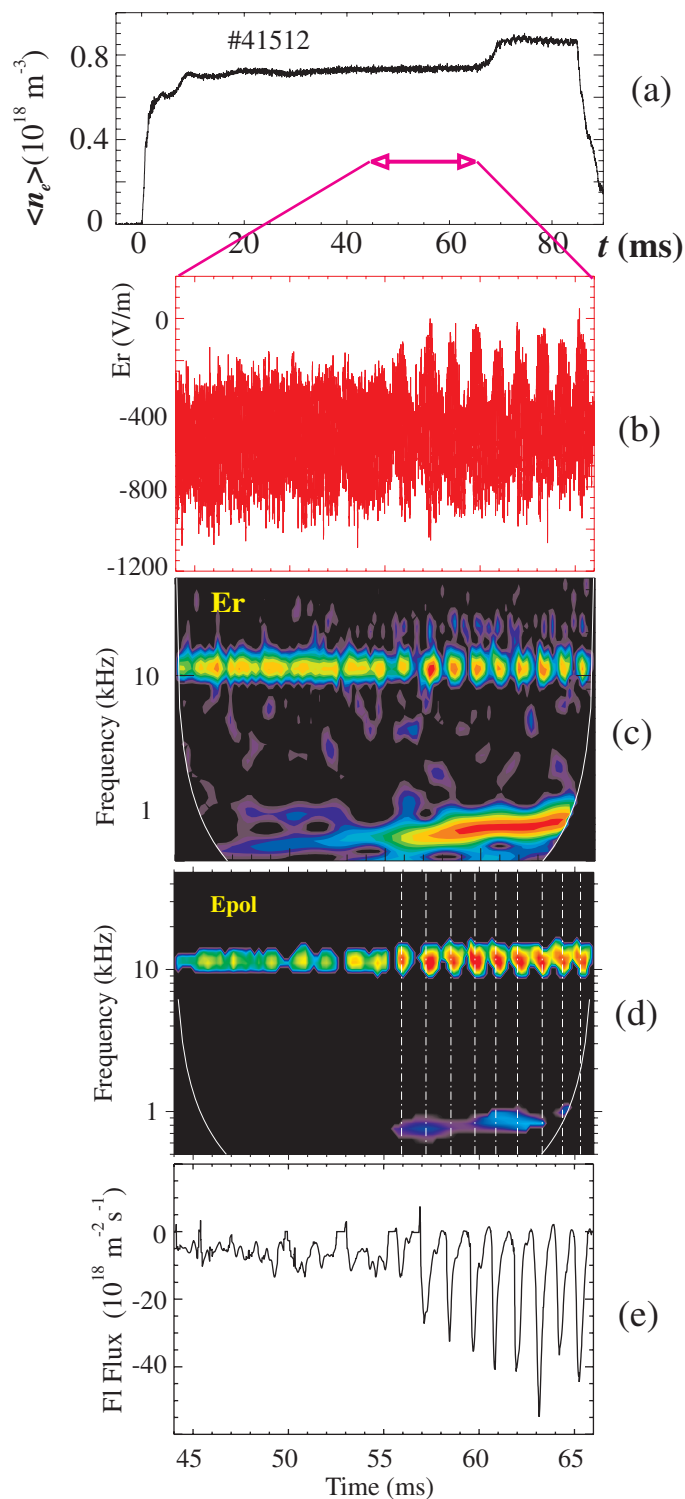 #41512
<n_e>(10^18 m^-3)
0.8
0.4
0
(a)
0 20 40 60 80 t (ms)
Er (V/m)
0
-400
-800
-1200
(b)
Er
Frequency (kHz)
10
1
(c)
Epol
Frequency (kHz)
10
1
(d)
Fl Flux (10^18 m^-2 s^-1)
0
-20
-40
(e)
45 50 55 60 65
Time (ms)